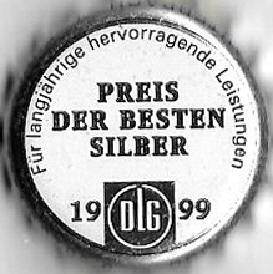 Für langjährige hervorragende Leistungen
PREIS
DER BESTEN
SILBER
19 DLG 99